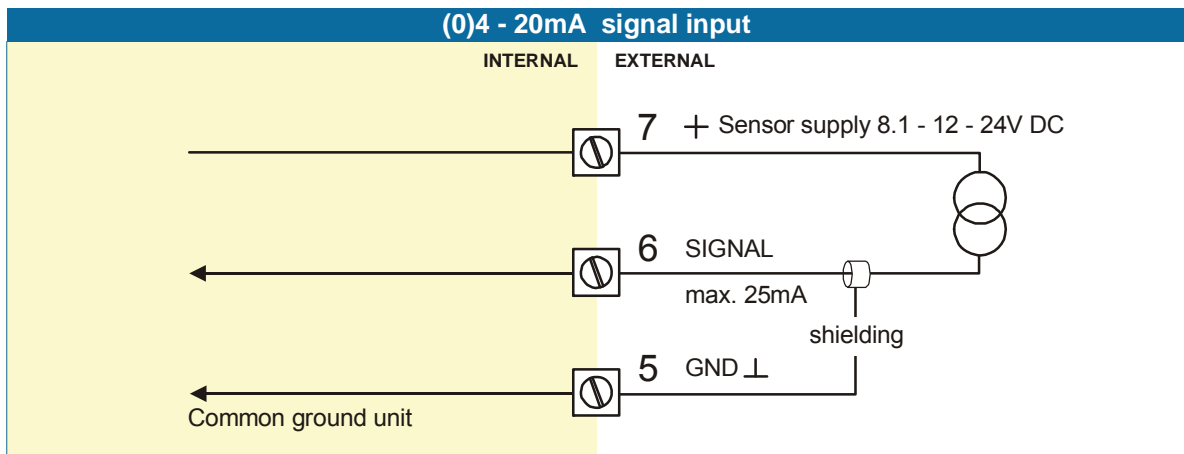 (0)4 - 20mA signal input
INTERNAL EXTERNAL
7 + Sensor supply 8.1 - 12 - 24V DC
6 SIGNAL
max. 25mA
shielding
5 GND ⊥
Common ground unit